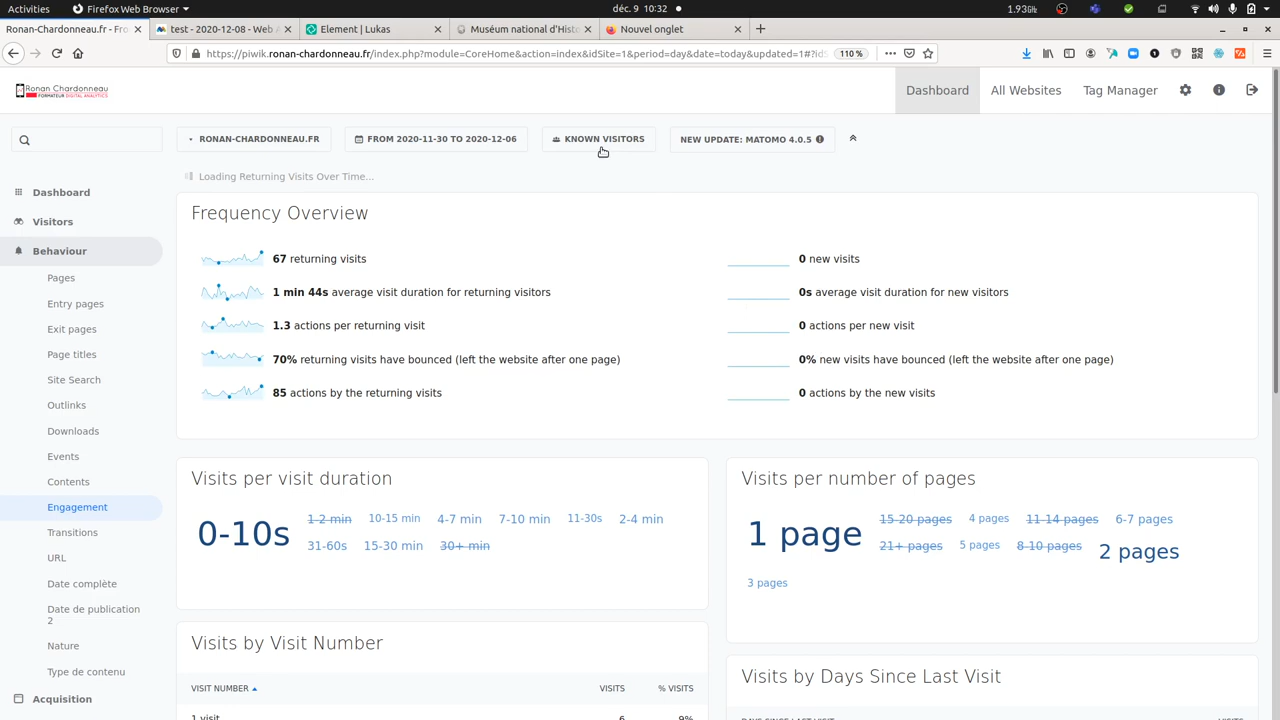 Activities
Firefox Web Browser
déc. 9 10:32
1.93gio
Ronan-Chardonneau.fr - Fro
test - 2020-12-08 - Web A
Element | Lukas
Muséum national d'Histo
Nouvel onglet
https://piwik.ronan-chardonneau.fr/index.php?module=CoreHome&action=index&idSite=1&period=day&date=today&updated=1#?idS
110 %
Ronan Chardonneau
FORMATEUR DIGITAL ANALYTICS
Dashboard
All Websites
Tag Manager
RONAN-CHARDONNEAU.FR
FROM 2020-11-30 TO 2020-12-06
KNOWN VISITORS
NEW UPDATE: MATOMO 4.0.5
Loading Returning Visits Over Time...
Dashboard
Visitors
Behaviour
Pages
Entry pages
Exit pages
Page titles
Site Search
Outlinks
Downloads
Events
Contents
Engagement
Transitions
URL
Date complète
Date de publication
2
Nature
Type de contenu
Acquisition
Frequency Overview
67 returning visits
0 new visits
1 min 44s average visit duration for returning visitors
0s average visit duration for new visitors
1.3 actions per returning visit
0 actions per new visit
70% returning visits have bounced (left the website after one page)
0% new visits have bounced (left the website after one page)
85 actions by the returning visits
0 actions by the new visits
Visits per visit duration
0-10s 1-2 min 10-15 min 4-7 min 7-10 min 11-30s 2-4 min
31-60s 15-30 min 30+ min
Visits per number of pages
1 page 15-20 pages 4 pages 11-14 pages 6-7 pages
21+ pages 5 pages 8-10 pages 2 pages
3 pages
Visits by Visit Number
VISIT NUMBER VISITS % VISITS
1 visit 6 9%
Visits by Days Since Last Visit
DAYS SINCE LAST VISIT VISITS